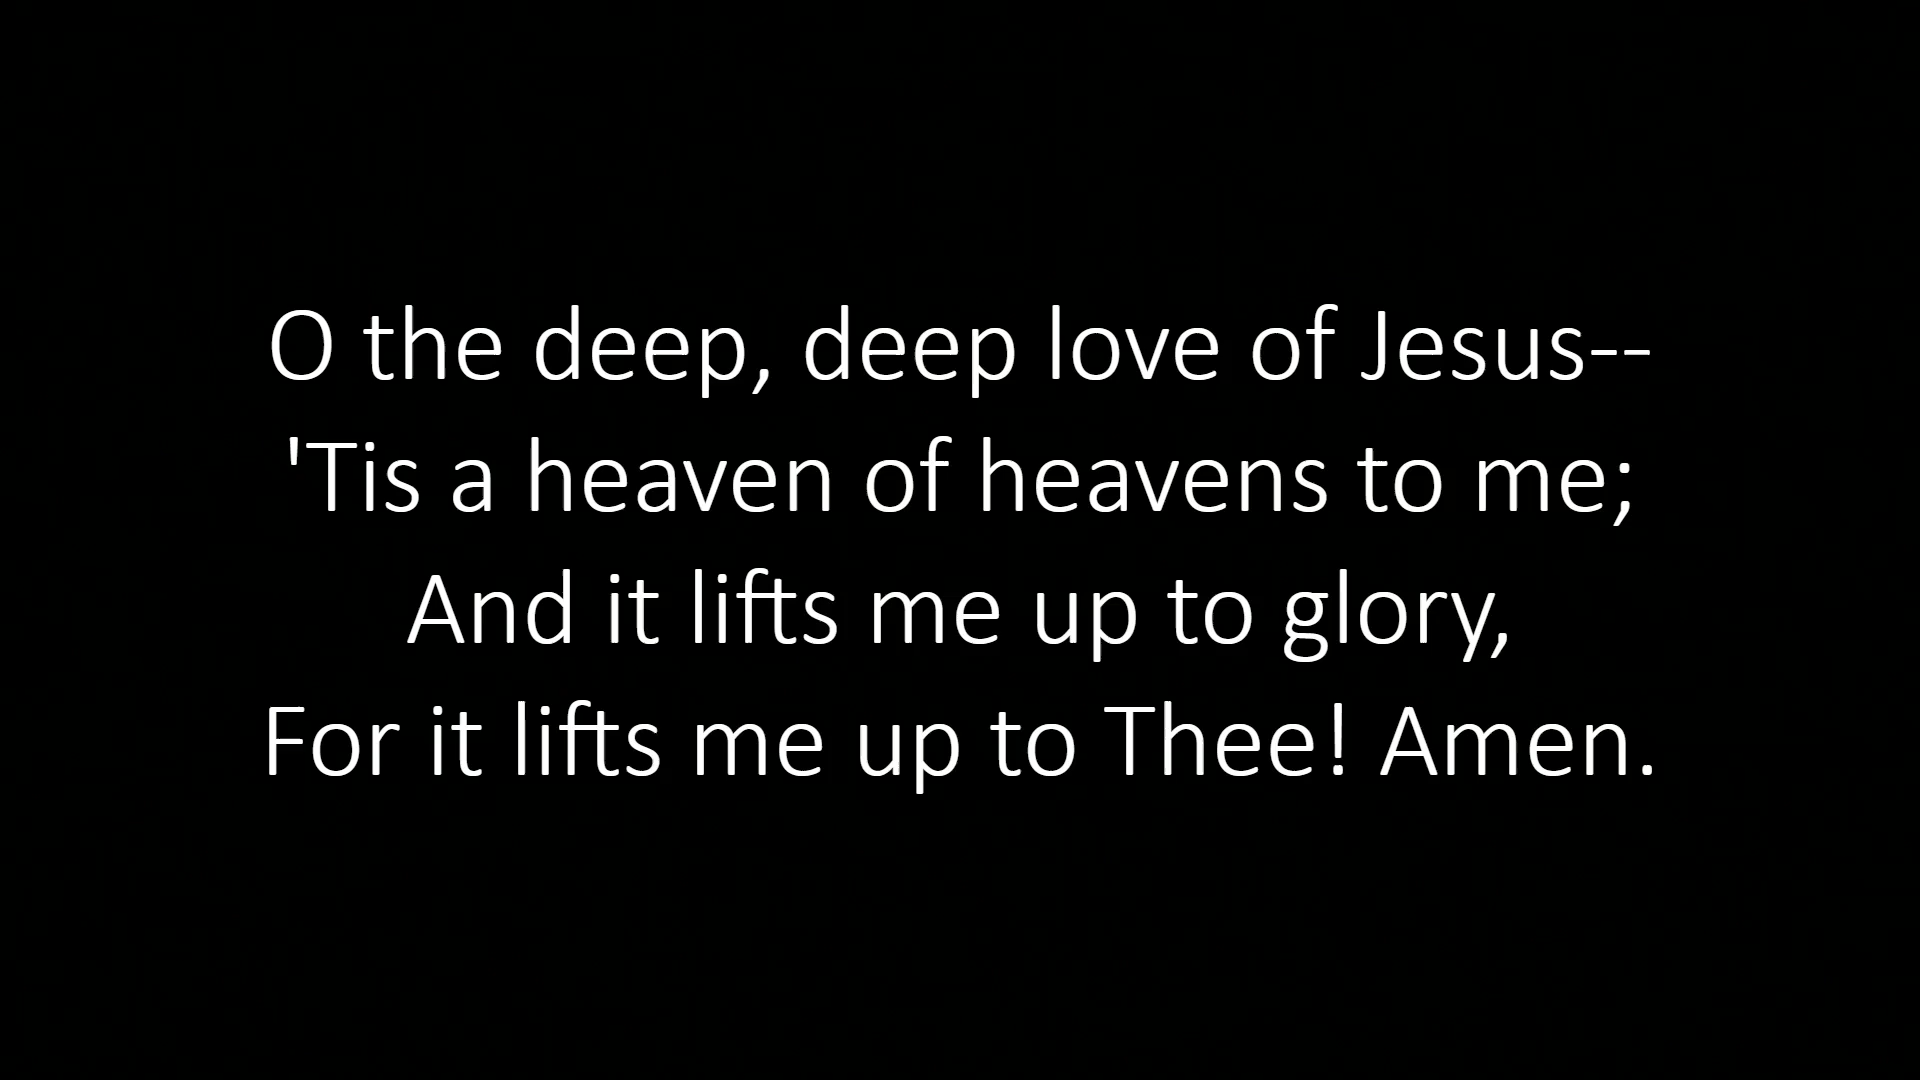 O the deep, deep love of Jesus--
'Tis a heaven of heavens to me;
And it lifts me up to glory,
For it lifts me up to Thee! Amen.